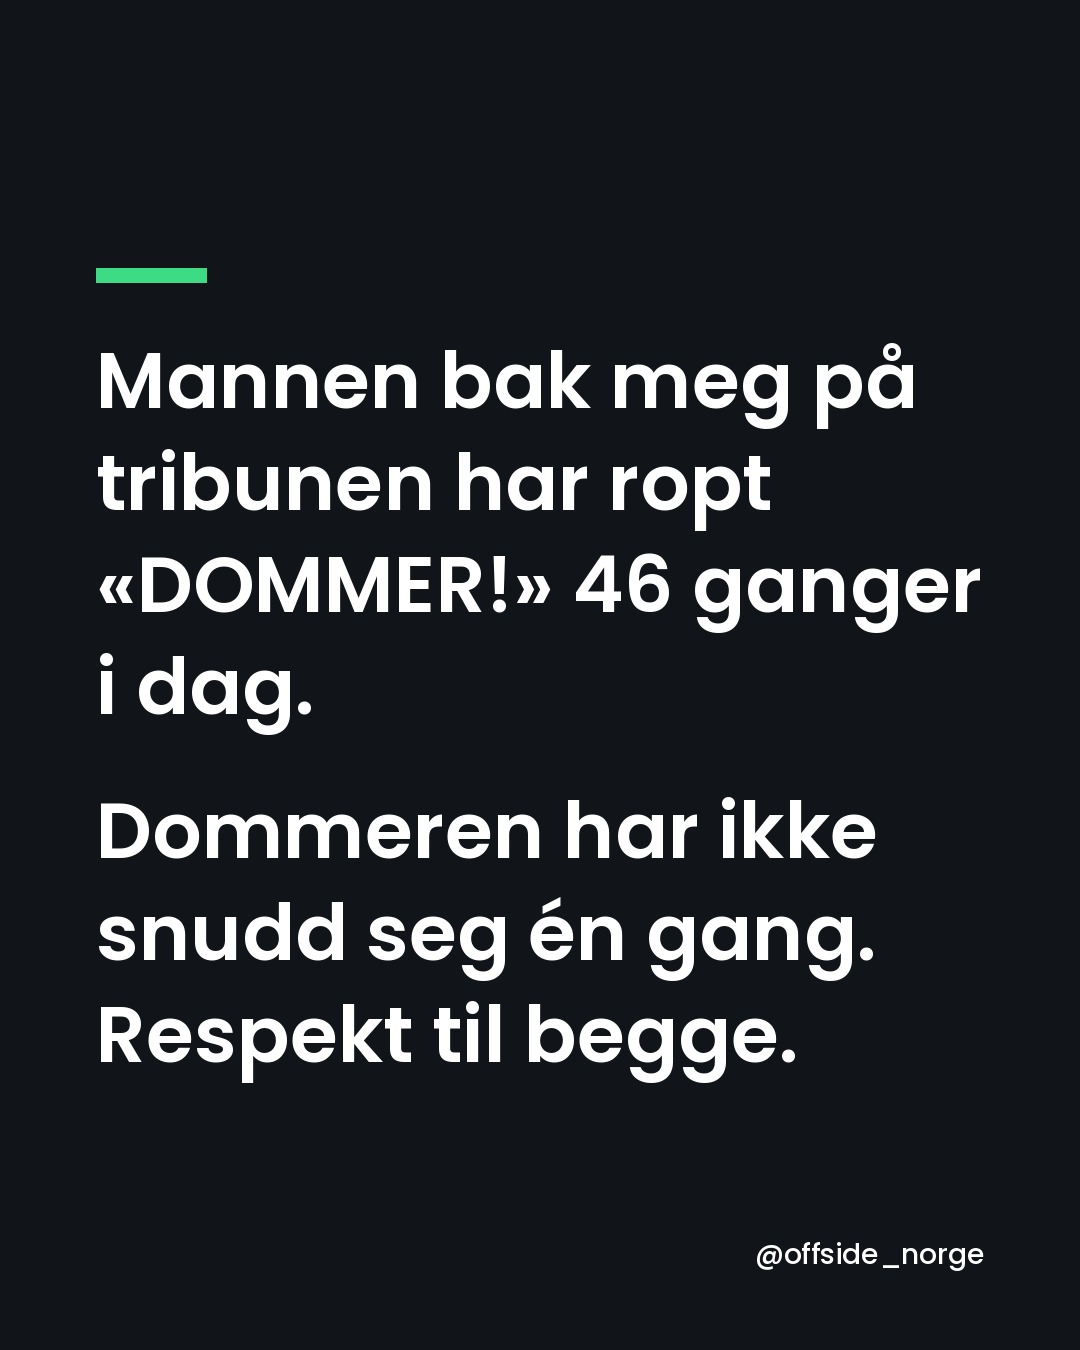 Mannen bak meg på
tribunen har ropt
«DOMMER!» 46 ganger
i dag.
Dommeren har ikke
snudd seg én gang.
Respekt til begge.
@offside_norge